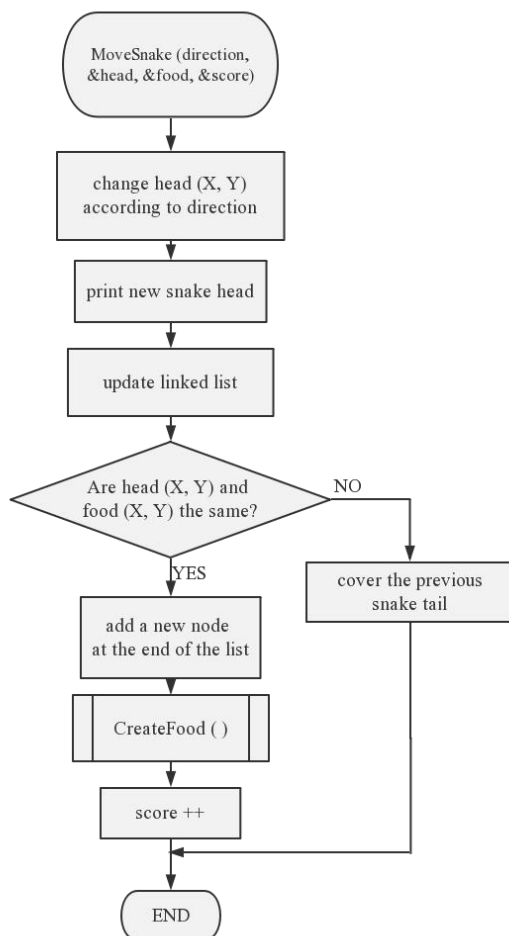 MoveSnake (direction,
&head, &food, &score)
change head (X, Y)
according to direction
print new snake head
update linked list
Are head (X, Y) and
food (X, Y) the same?
NO
YES
cover the previous
snake tail
add a new node
at the end of the list
CreateFood ( )
score ++
END